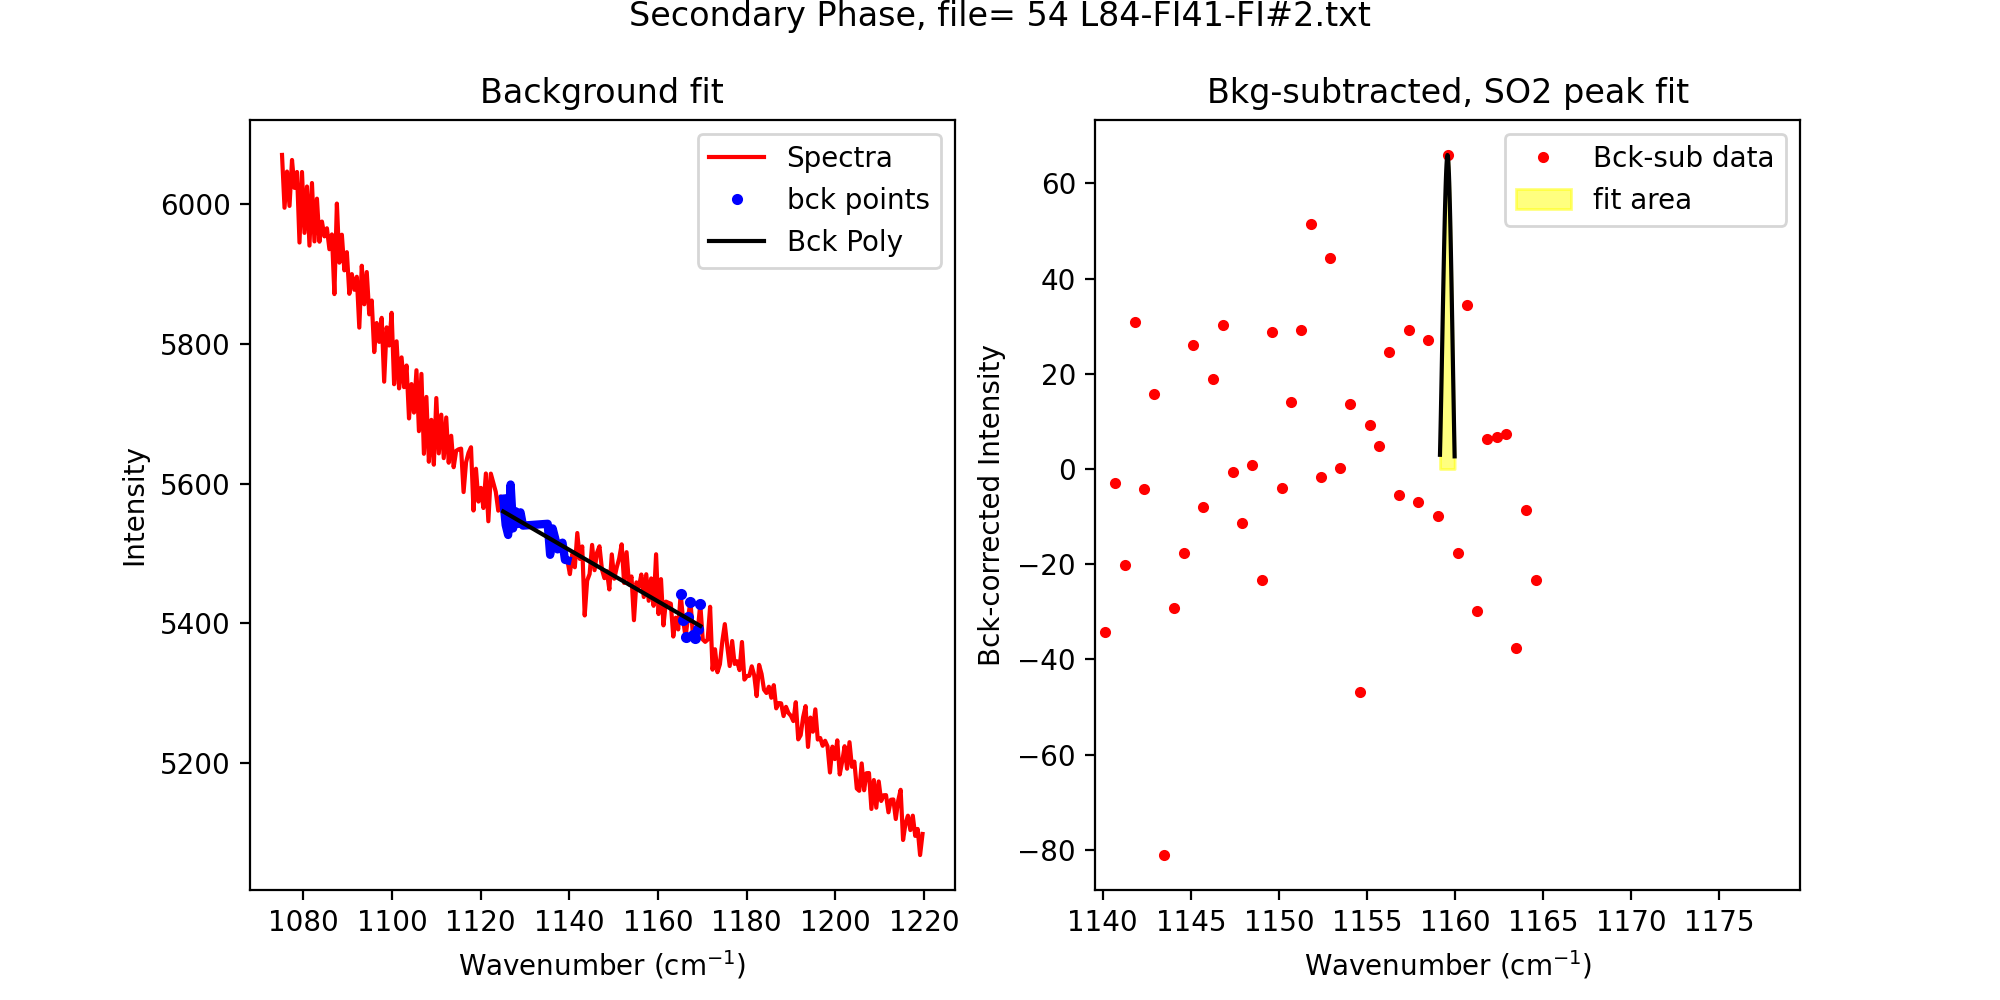 Secondary Phase, file= 54 L84-FI41-FI#2.txt
Background fit
Intensity
6000
5800
5600
5400
5200
Spectra
bck points
Bck Poly
1080 1100 1120 1140 1160 1180 1200 1220
Wavenumber (cm⁻¹)
Bkg-subtracted, SO2 peak fit
Bck-corrected Intensity
60
40
20
0
−20
−40
−60
−80
Bck-sub data
fit area
1140 1145 1150 1155 1160 1165 1170 1175
Wavenumber (cm⁻¹)